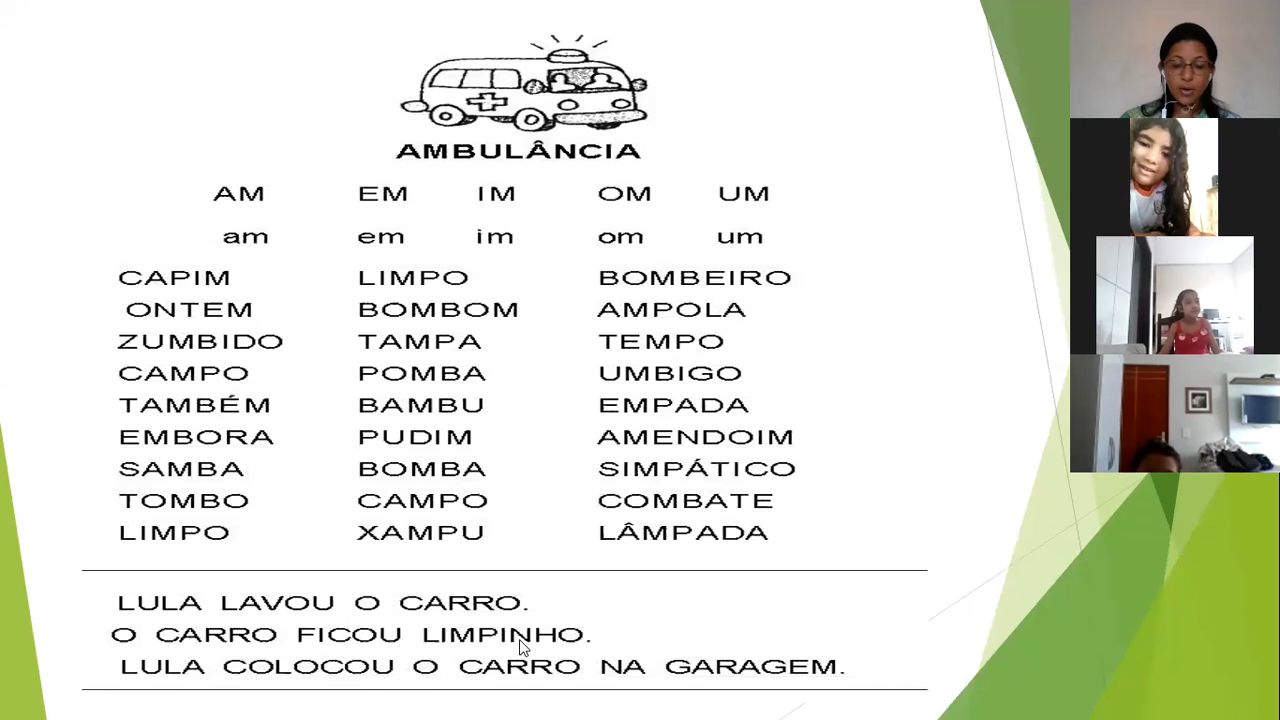 AMBULÂNCIA
AM EM IM OM UM
am em im om um
CAPIM LIMPO BOMBEIRO
ONTEM BOMBOM AMPOLA
ZUMBIDO TAMPA TEMPO
CAMPO POMBA UMBIGO
TAMBÉM BAMBU EMPADA
EMBORA PUDIM AMENDOIM
SAMBA BOMBA SIMPÁTICO
TOMBO CAMPO COMBATE
LIMPO XAMPU LÂMPADA
LULA LAVOU O CARRO.
O CARRO FICOU LIMPINHO.
LULA COLOCOU O CARRO NA GARAGEM.